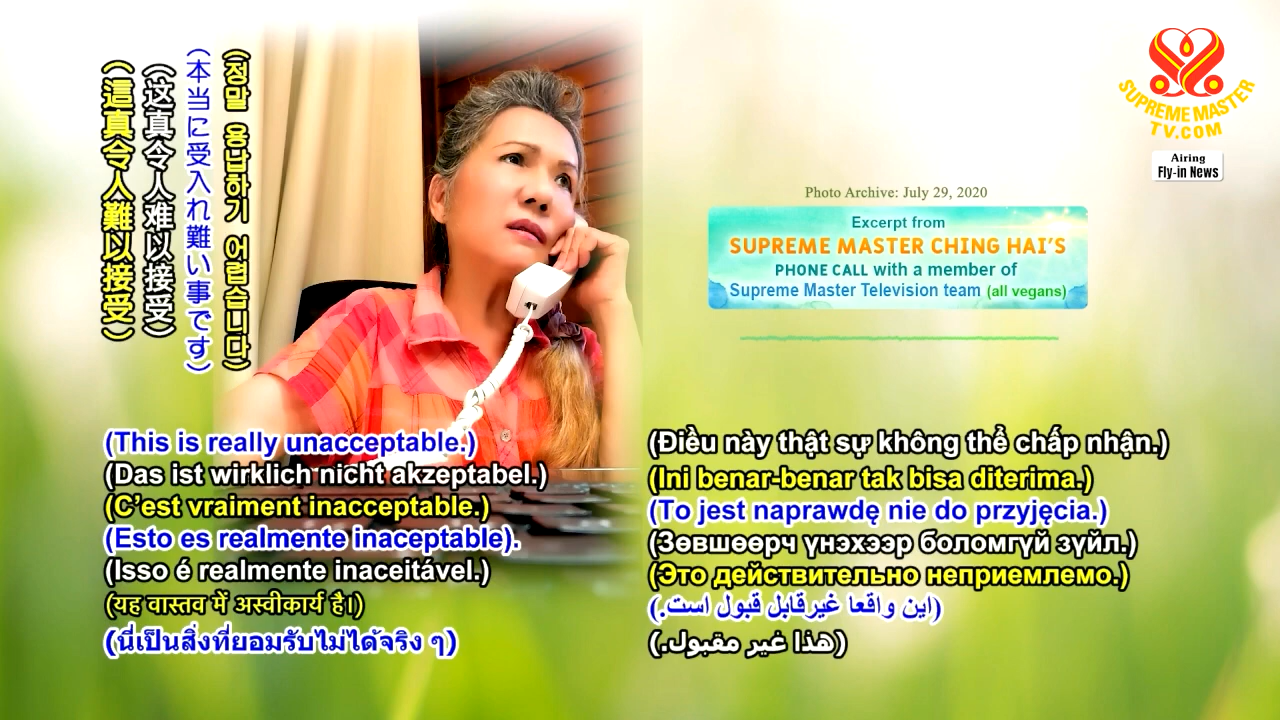 (정말 용납하기 어렵습니다)
(本当に受入れ難い事です)
(这真令人难以接受)
(這真令人難以接受)
SUPREME MASTER
TV.COM
Airing
Fly-in News
Photo Archive: July 29, 2020
Excerpt from
SUPREME MASTER CHING HAI'S
PHONE CALL with a member of
Supreme Master Television team (all vegans)
(This is really unacceptable.)
(Das ist wirklich nicht akzeptabel.)
(C’est vraiment inacceptable.)
(Esto es realmente inaceptable).
(Isso é realmente inaceitável.)
(यह वास्तव में अस्वीकार्य है।)
(นี่เป็นสิ่งที่ยอมรับไม่ได้จริง ๆ)
(Điều này thật sự không thể chấp nhận.)
(Ini benar-benar tak bisa diterima.)
(To jest naprawdę nie do przyjęcia.)
(Зөвшөөрч үнэхээр боломгүй зүйл.)
(Это действительно неприемлемо.)
(این واقعا غیرقابل قبول است.)
(هذا غير مقبول.)